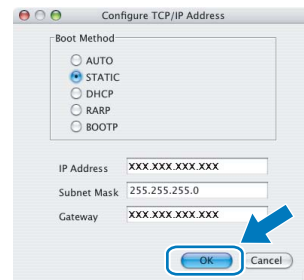 Configure TCP/IP Address
Boot Method
AUTO
STATIC
DHCP
RARP
BOOTP
IP Address XXX.XXX.XXX.XXX
Subnet Mask 255.255.255.0
Gateway XXX.XXX.XXX.XXX
OK Cancel